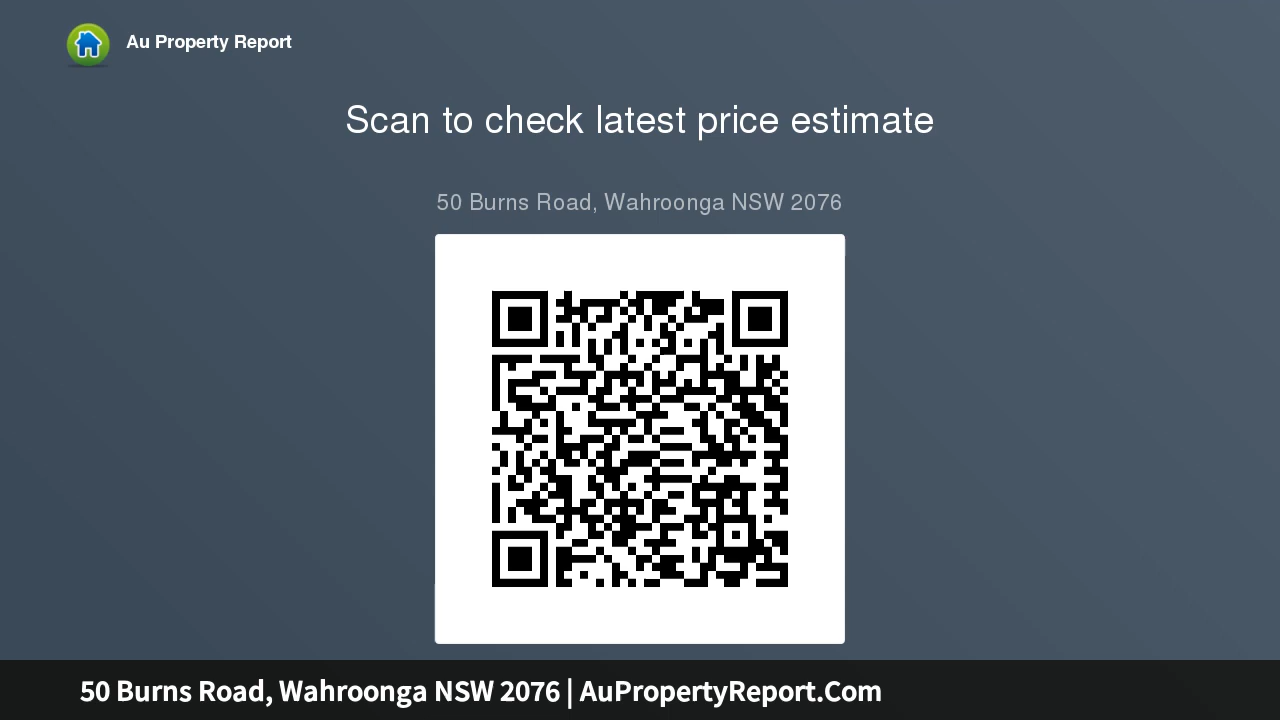 Au Property Report
Scan to check latest price estimate
50 Burns Road, Wahroonga NSW 2076
50 Burns Road, Wahroonga NSW 2076 | AuPropertyReport.Com